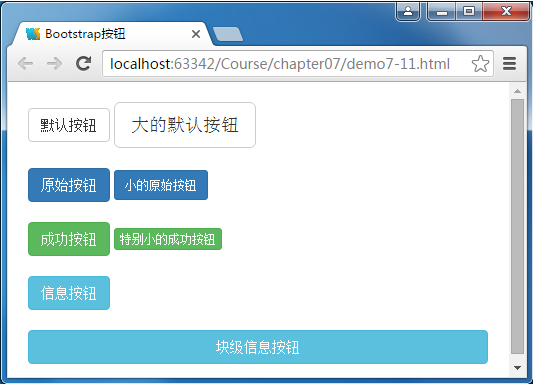 Bootstrap按钮
localhost:63342/Course/chapter07/demo7-11.html
默认按钮 大的默认按钮
原始按钮 小的原始按钮
成功按钮 特别小的成功按钮
信息按钮
块级信息按钮